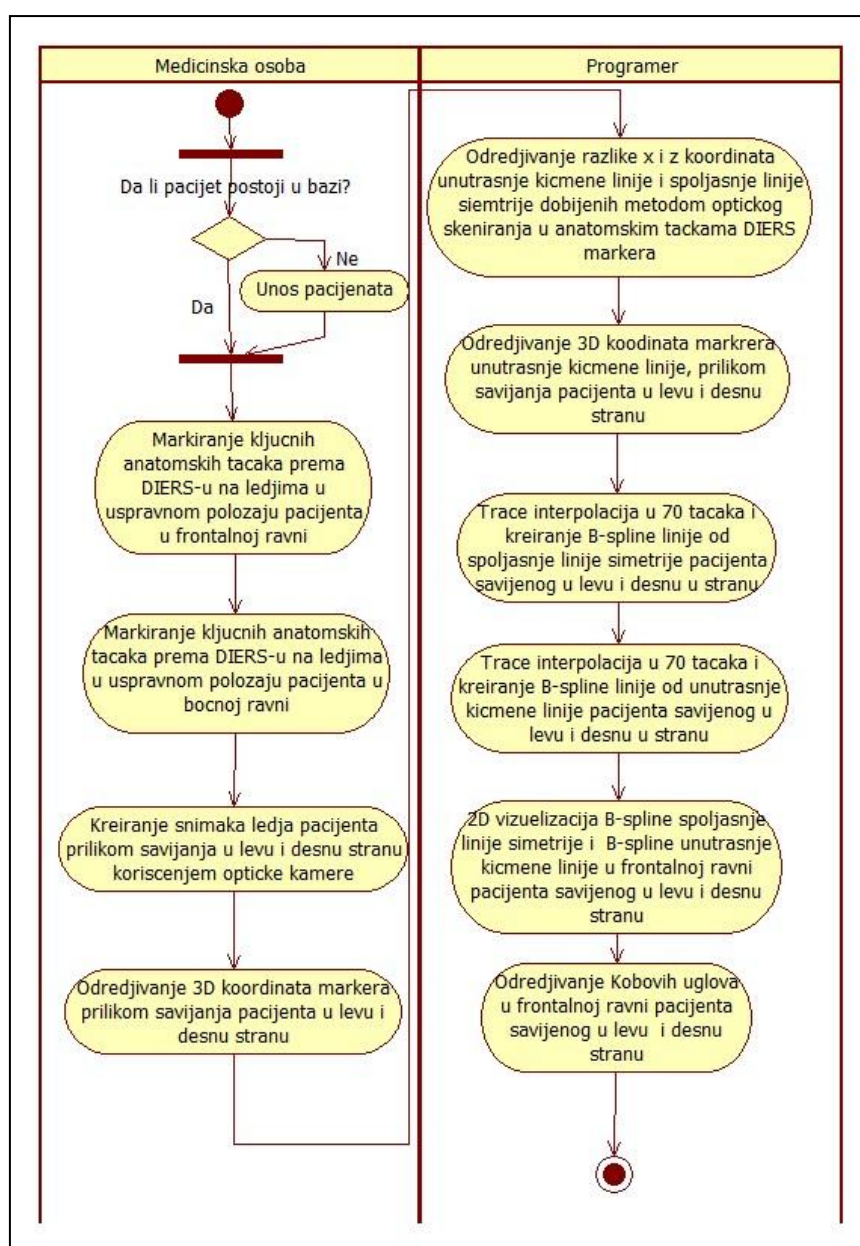 Medicinska osoba
Da li pacijet postoji u bazi?
Ne
Unos pacijenata
Da
Markiranje kljucnih
anatomskih tacaka prema
DIERS-u na ledjima u
uspravnom polozaju pacijenta
u frontalnoj ravni
Markiranje kljucnih anatomskih
tacaka prema DIERS-u na ledjima
u uspravnom polozaju pacijenta u
bocnoj ravni
Kreiranje snimaka ledja pacijenta
prilikom savijanja u levu i desnu stranu
koriscenjem opticke kamere
Odredjivanje 3D koordinata markera
prilikom savijanja pacijenta u levu i
desnu stranu
Programer
Odredjivanje razlike x i z koordinata
unutrasnje kicmene linije i spoljasnje linije
siemtrije dobijenih metodom optickog
skeniranja u anatomskim tackama DIERS
markera
Odredjivanje 3D koodinata markrera
unutrasnje kicmene linije, prilikom
savijanja pacijenta u levu i desnu
stranu
Trace interpolacija u 70 tacaka i
kreiranje B-spline linije od
spoljasnje linije simetrije pacijenta
savijenog u levu i desnu u stranu
Trace interpolacija u 70 tacaka i
kreiranje B-spline linije od unutrasnje
kicmene linije pacijenta savijenog u
levu i desnu u stranu
2D vizuelizacija B-spline spoljasnje
linije simetrije i B-spline unutrasnje
kicmene linije u frontalnoj ravni
pacijenta savijenog u levu i desnu
stranu
Odredjivanje Kobovih uglova
u frontalnoj ravni pacijenta
savijenog u levu i desnu
stranu